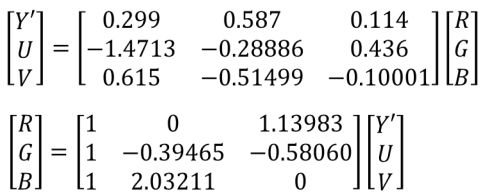 [Y′] [0.299 0.587 0.114] [R]
[U] = [−1.4713 −0.28886 0.436] [G]
[V] [0.615 −0.51499 −0.10001] [B]
[R] [1 0 1.13983] [Y′]
[G] = [1 −0.39465 −0.58060] [U]
[B] [1 2.03211 0] [V]